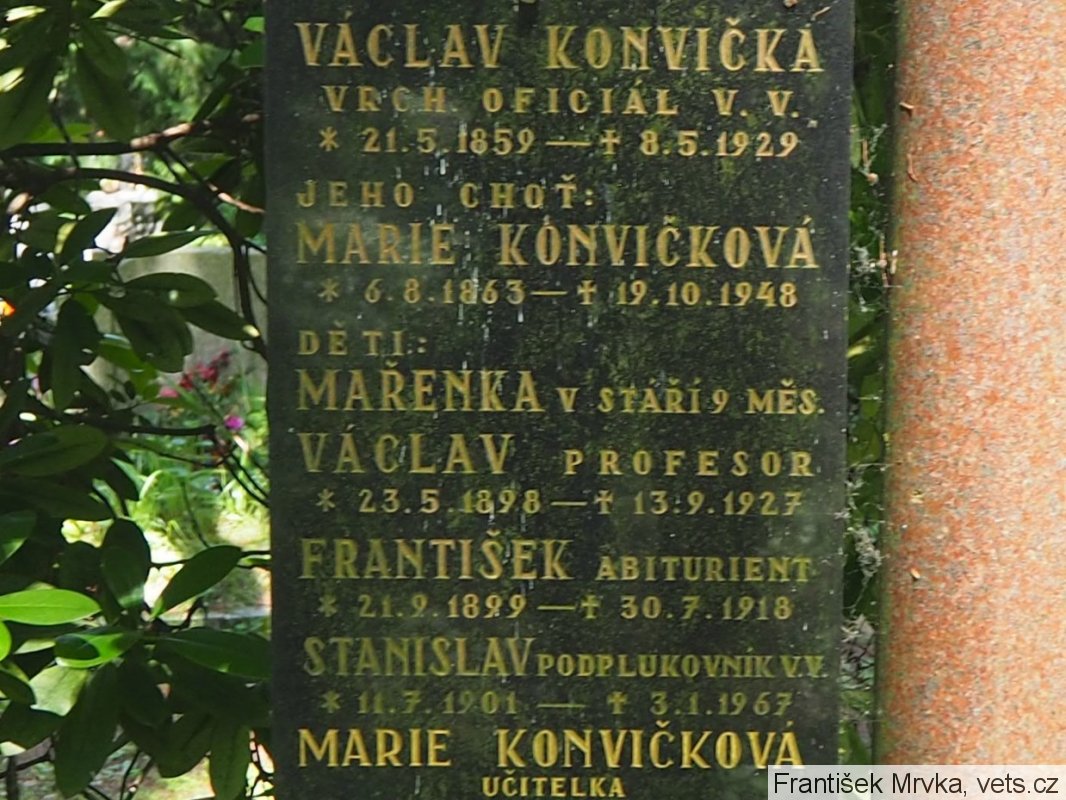 VÁCLAV KONVIČKA
VRCH. OFICIÁL V. V.
* 21.5.1859 — ✝ 8.5.1929
JEHO CHOŤ:
MARIE KONVIČKOVÁ
* 6.8.1863 — ✝ 19.10.1948
DĚTI:
MAŘENKA V STÁŘÍ 9 MĚS.
VÁCLAV PROFESOR
* 23.5.1898 — ✝ 13.9.1927
FRANTIŠEK ABITURIENT
* 21.9.1899 — ✝ 30.7.1918
STANISLAV PODPLUKOVNÍK V.V.
* 11.7.1901 — ✝ 3.1.1967
MARIE KONVIČKOVÁ
UČITELKA
František Mrvka, vets.cz